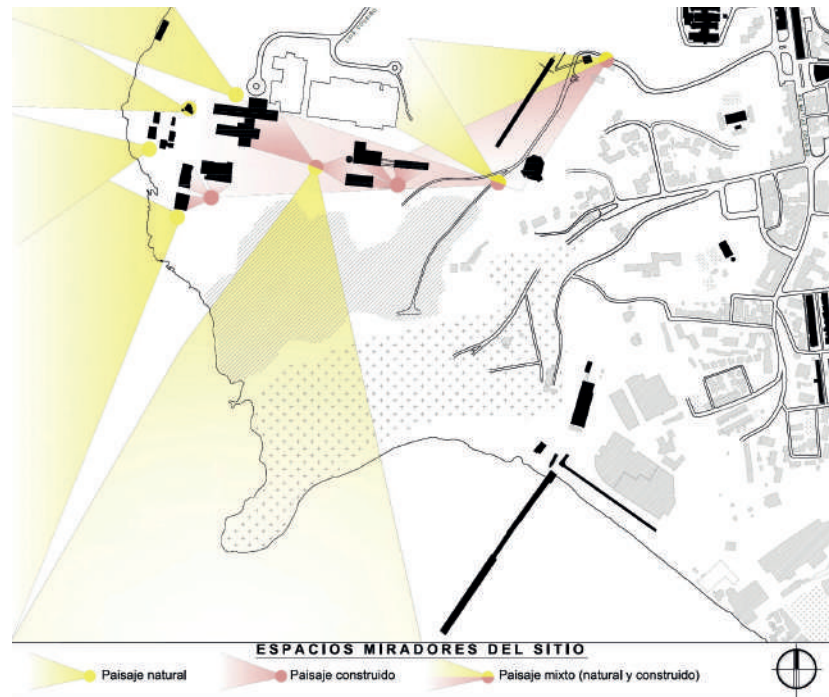 ESPACIOS MIRADORES DEL SITIO
Paisaje natural
Paisaje construido
Paisaje mixto (natural y construido)